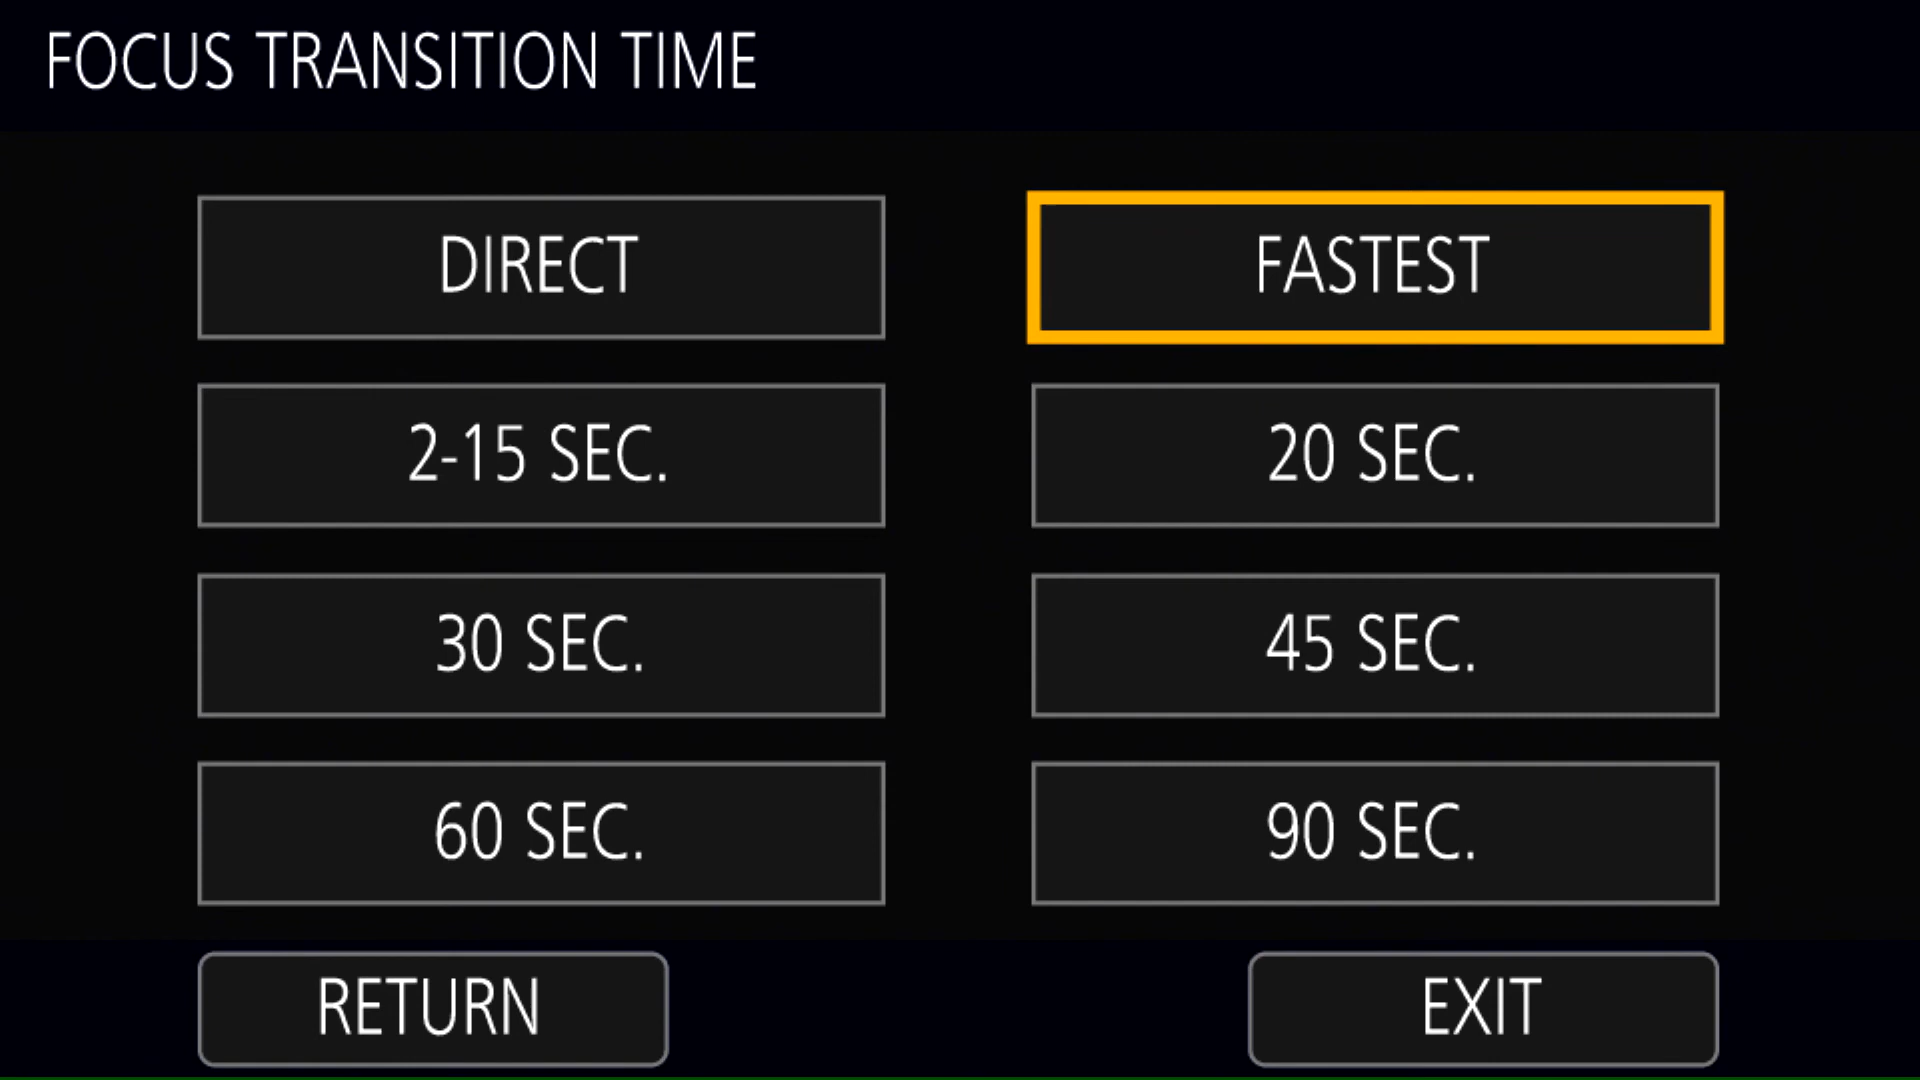 FOCUS TRANSITION TIME
DIRECT
FASTEST
2-15 SEC.
20 SEC.
30 SEC.
45 SEC.
60 SEC.
90 SEC.
RETURN
EXIT